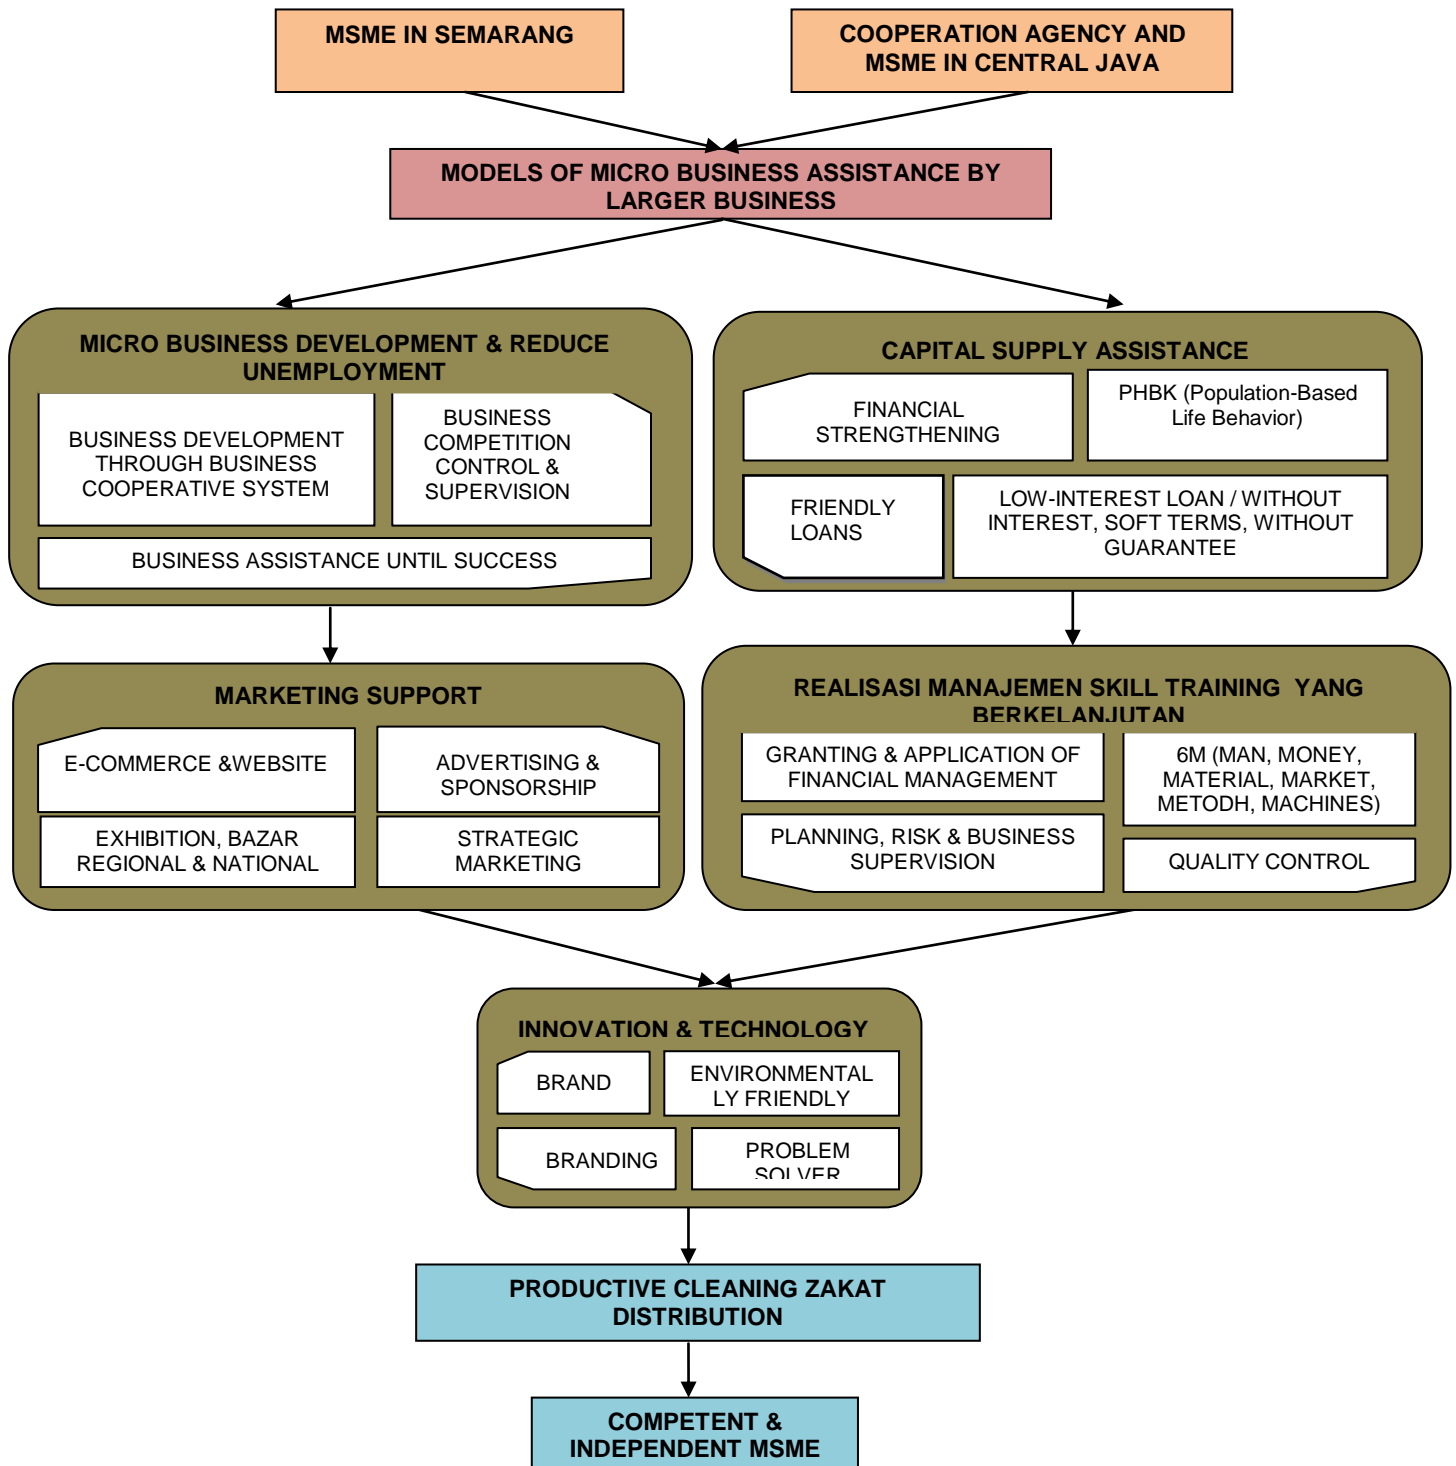 MSME IN SEMARANG
COOPERATION AGENCY AND
MSME IN CENTRAL JAVA
MODELS OF MICRO BUSINESS ASSISTANCE BY
LARGER BUSINESS
MICRO BUSINESS DEVELOPMENT & REDUCE
UNEMPLOYMENT
BUSINESS DEVELOPMENT
THROUGH BUSINESS
COOPERATIVE SYSTEM
BUSINESS
COMPETITION
CONTROL &
SUPERVISION
BUSINESS ASSISTANCE UNTIL SUCCESS
CAPITAL SUPPLY ASSISTANCE
FINANCIAL
STRENGTHENING
PHBK (Population-Based
Life Behavior)
FRIENDLY
LOANS
LOW-INTEREST LOAN / WITHOUT
INTEREST, SOFT TERMS, WITHOUT
GUARANTEE
MARKETING SUPPORT
E-COMMERCE &WEBSITE
ADVERTISING &
SPONSORSHIP
EXHIBITION, BAZAR
REGIONAL & NATIONAL
STRATEGIC
MARKETING
REALISASI MANAJEMEN SKILL TRAINING YANG
BERKELANJUTAN
GRANTING & APPLICATION OF
FINANCIAL MANAGEMENT
6M (MAN, MONEY,
MATERIAL, MARKET,
METODH, MACHINES)
PLANNING, RISK & BUSINESS
SUPERVISION
QUALITY CONTROL
INNOVATION & TECHNOLOGY
BRAND
ENVIRONMENTAL
LY FRIENDLY
BRANDING
PROBLEM
SOLVER
PRODUCTIVE CLEANING ZAKAT
DISTRIBUTION
COMPETENT &
INDEPENDENT MSME